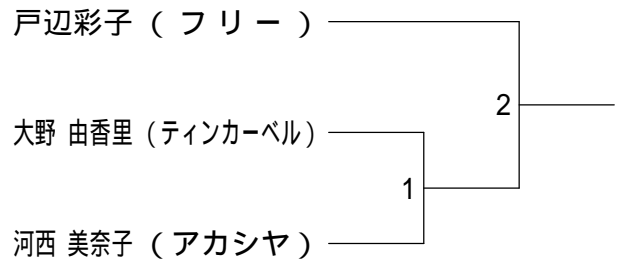 戸辺彩子 ( フ リ ー )
2
大野 由香里 (ティンカーベル)
1
河西 美奈子 ( アカシヤ )